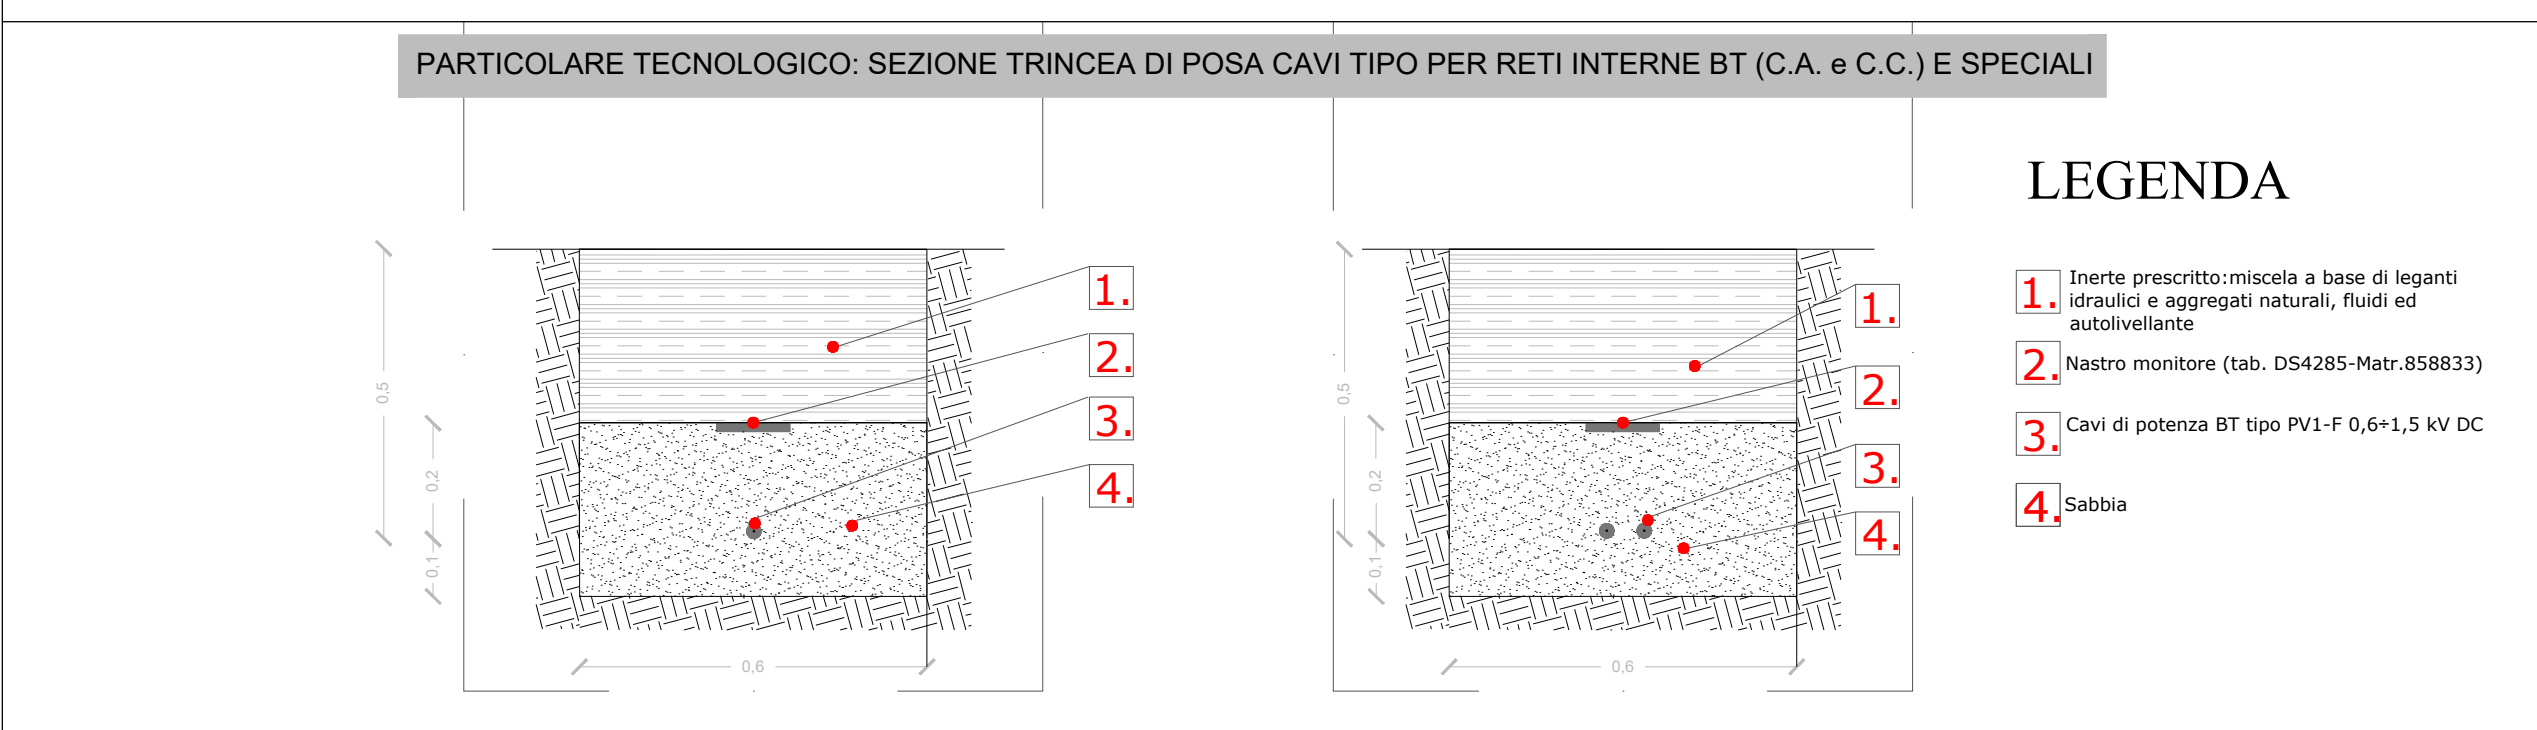 PARTICOLARE TECNOLOGICO: SEZIONE TRINCEA DI POSA CAVI TIPO PER RETI INTERNE BT (C.A. e C.C.) E SPECIALI
0,5
0,2
0,1
0,6
1.
2.
3.
4.
0,5
0,2
0,1
0,6
1.
2.
3.
4.
LEGENDA
1. Inerte prescritto:miscela a base di leganti
idraulici e aggregati naturali, fluidi ed
autolivellante
2. Nastro monitore (tab. DS4285-Matr.858833)
3. Cavi di potenza BT tipo PV1-F 0,6÷1,5 kV DC
4. Sabbia